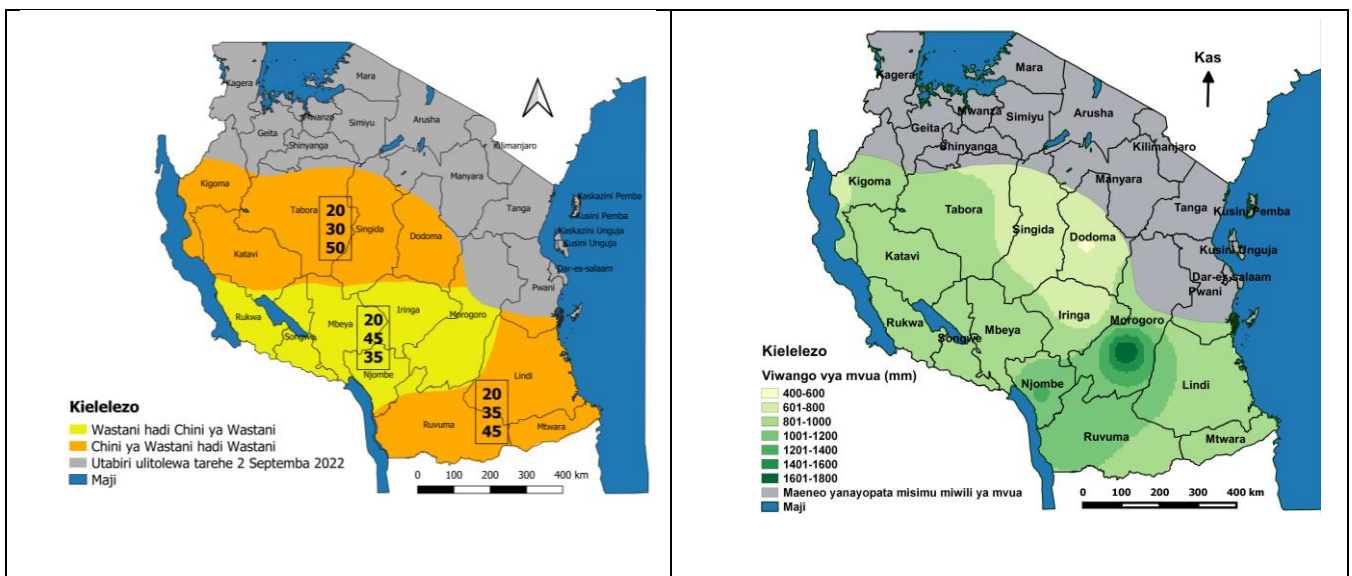 Kagera
Mara
Mwanza
Geita
Simiyu
Arusha
Shinyanga
Kilimanjaro
Kigoma
Manyara
Tabora
20
30
50
Singida
Dodoma
Tanga
Kaskazini Pemba
Kusini Pemba
Kaskazini Unguja
Kusini Unguja
Katavi
Dar-es-salaam
Pwani
Rukwa
Mbeya
Iringa
Morogoro
Songwe
20
45
35
Njombe
Lindi
20
35
45
Ruvuma
Mtwara
Kielelezo
Wastani hadi Chini ya Wastani
Chini ya Wastani hadi Wastani
Utabiri ulitolewa tarehe 2 Septemba 2022
Maji
0 100 200 300 400 km
Kas
Kagera
Mara
Mwanza
Geita
Simiyu
Arusha
Shinyanga
Kilimanjaro
Kigoma
Manyara
Tabora
Singida
Dodoma
Tanga
Kusini Pemba
Kusini Unguja
Katavi
Dar-es-salaam
Pwani
Rukwa
Mbeya
Iringa
Morogoro
Songwe
Njombe
Lindi
Ruvuma
Mtwara
Kielelezo
Viwango vya mvua (mm)
400-600
601-800
801-1000
1001-1200
1201-1400
1401-1600
1601-1800
Maeneo yanayopata misimu miwili ya mvua
Maji
0 100 200 300 400 km